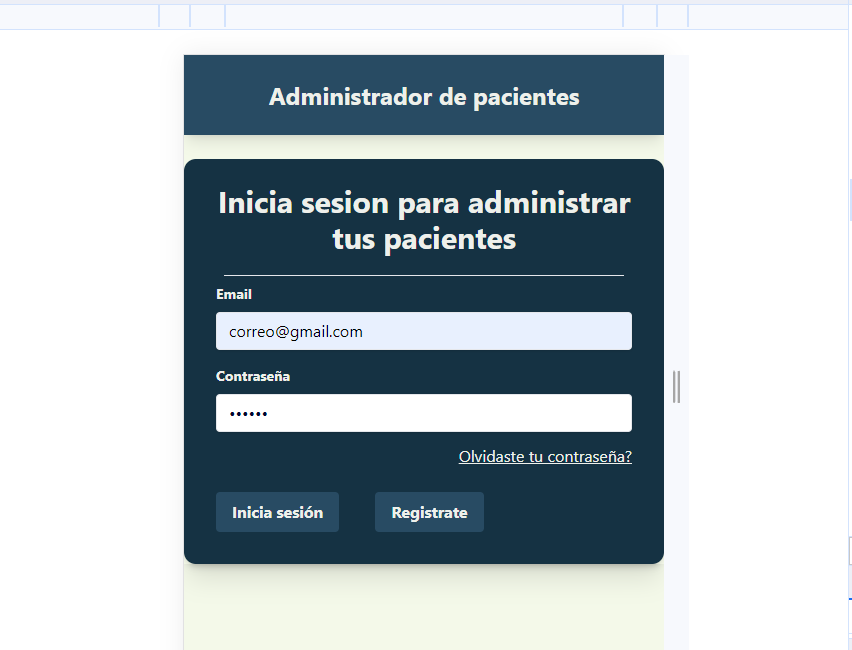 Administrador de pacientes
Inicia sesion para administrar
tus pacientes
Email
correo@gmail.com
Contraseña
••••••
Olvidaste tu contraseña?
Inicia sesión
Registrate